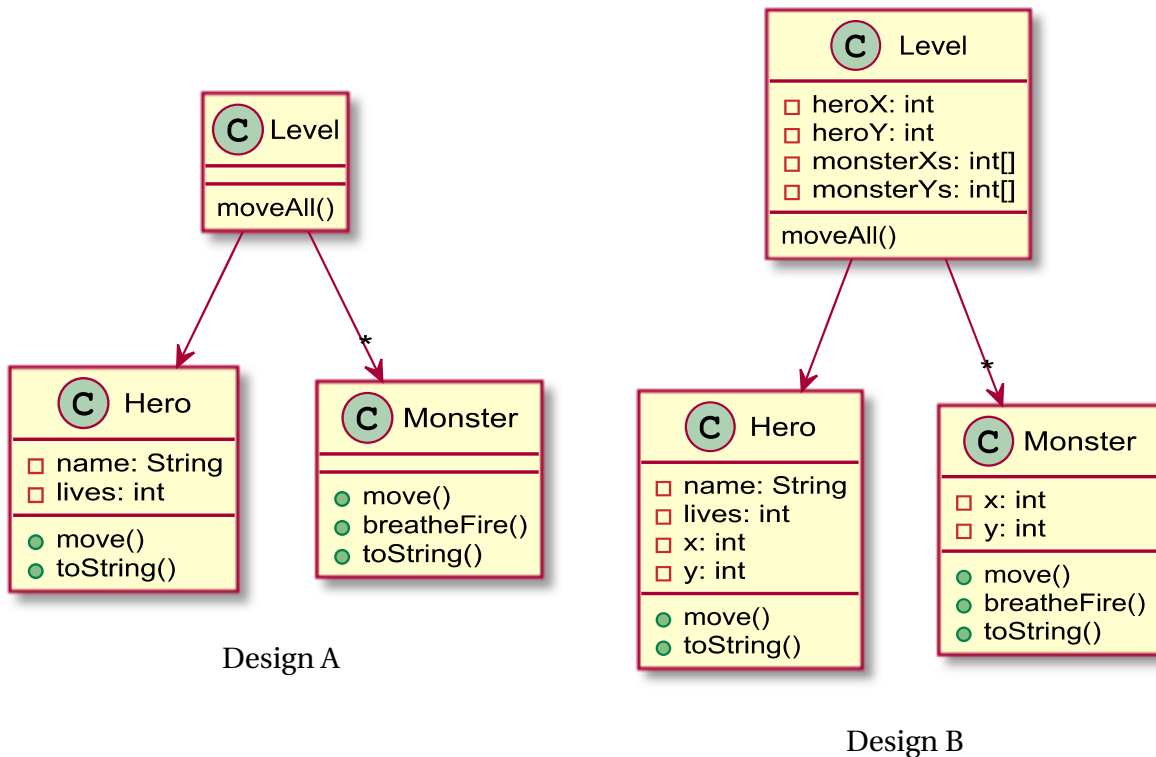 C Level
moveAll()
*
C Hero
name: String
lives: int
move()
toString()
C Monster
move()
breatheFire()
toString()
Design A
C Level
heroX: int
heroY: int
monsterXs: int[]
monsterYs: int[]
moveAll()
*
C Hero
name: String
lives: int
x: int
y: int
move()
toString()
C Monster
x: int
y: int
move()
breatheFire()
toString()
Design B